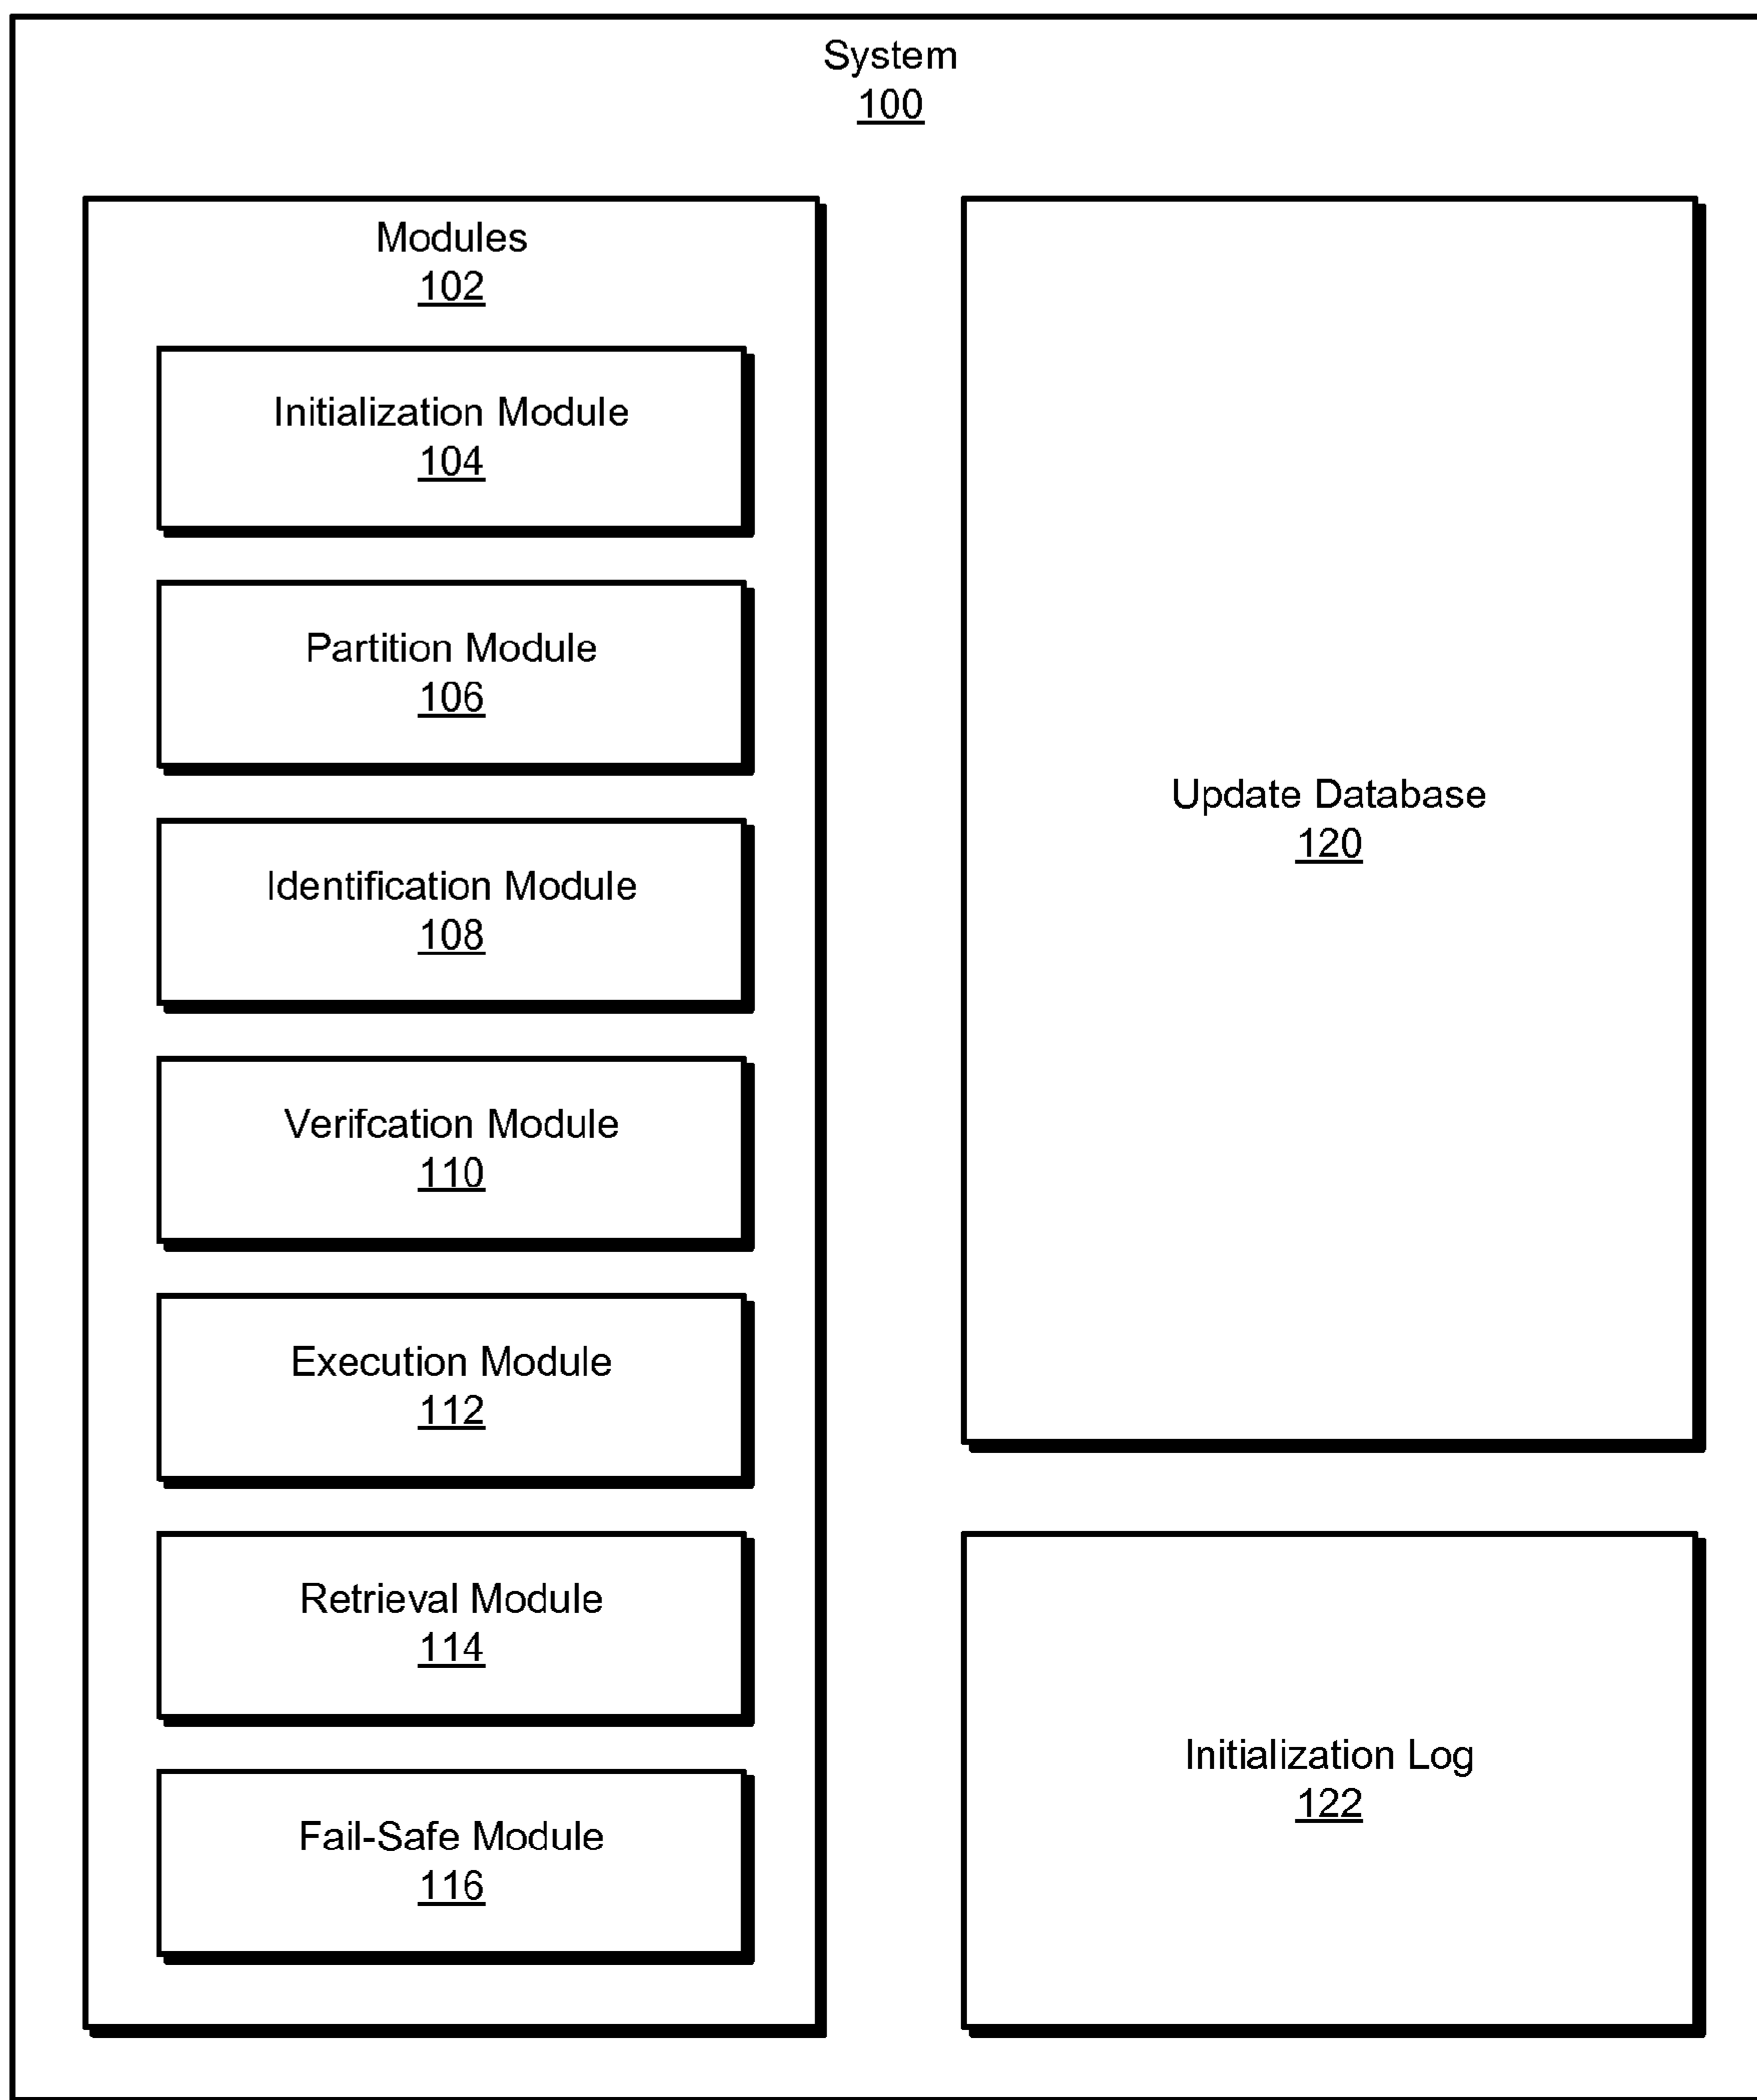 System
100
Modules
102
Initialization Module
104
Partition Module
106
Identification Module
108
Verifcation Module
110
Execution Module
112
Retrieval Module
114
Fail-Safe Module
116
Update Database
120
Initialization Log
122